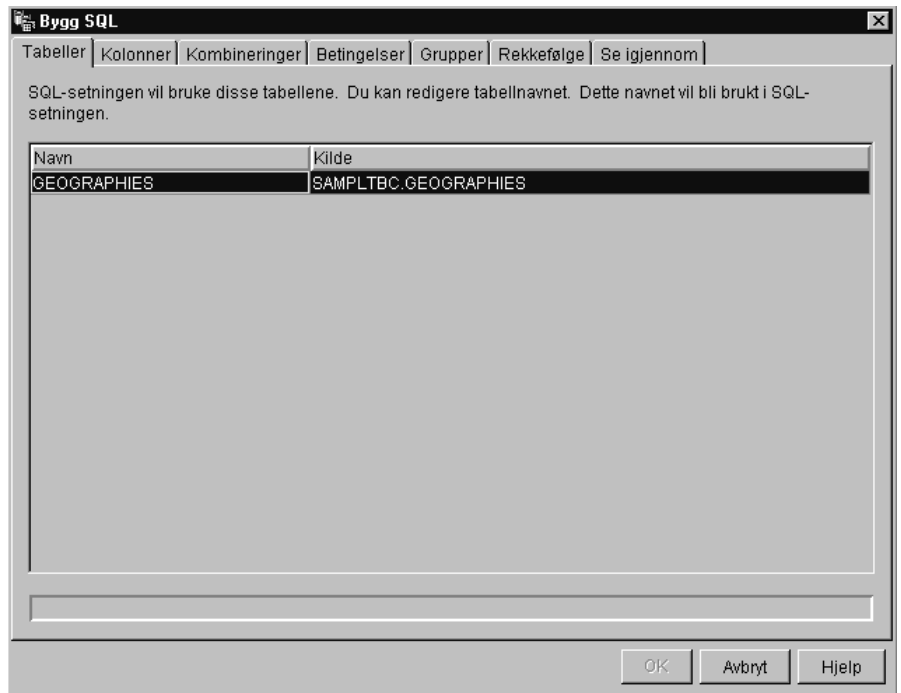 Bygg SQL
Tabeller Kolonner Kombineringer Betingelser Grupper Rekkefølge Se igjennom
SQL-setningen vil bruke disse tabellene. Du kan redigere tabellnavnet. Dette navnet vil bli brukt i SQL-
setningen.
Navn Kilde
GEOGRAPHIES SAMPLTBC.GEOGRAPHIES
OK Avbryt Hjelp